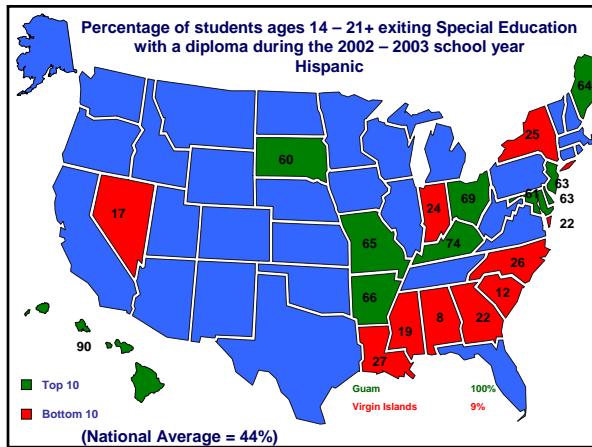 Percentage of students ages 14 – 21+ exiting Special Education
with a diploma during the 2002 – 2003 school year
Hispanic
64
25
60
63
61
63
69
24
17
22
74
65
26
66
12
19
8
22
27
90
Top 10
Guam 100%
Bottom 10
Virgin Islands 9%
(National Average = 44%)